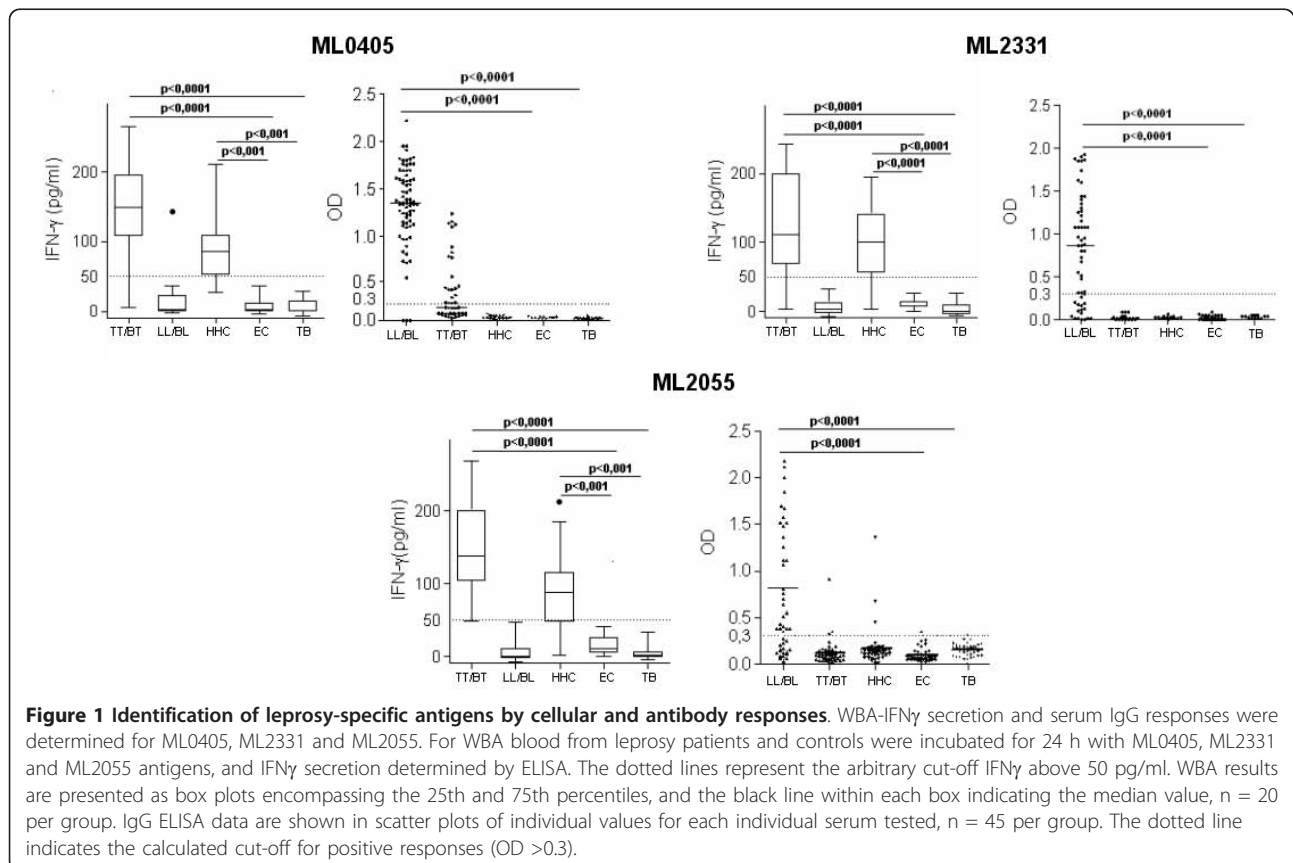 ML0405
p<0,0001
p<0,0001
p<0,001
p<0,001
IFN-γ (pg/ml)
200
100
50
0
TT/BT LL/BL HHC EC TB
p<0,0001
p<0,0001
OD
2.5
2.0
1.5
1.0
0.5
0.3
0.0
LL/BL TT/BT HHC EC TB
ML2331
p<0,0001
p<0,0001
p<0,0001
p<0,0001
IFN-γ (pg/ml)
200
100
50
0
TT/BT LL/BL HHC EC TB
p<0,0001
p<0,0001
OD
2.5
2.0
1.5
1.0
0.5
0.3
0.0
LL/BL TT/BT HHC EC TB
ML2055
p<0,0001
p<0,0001
p<0,001
p<0,001
IFN-γ(pg/ml)
200
100
50
0
TT/BT LL/BL HHC EC TB
p<0,0001
p<0,0001
OD
2.5
2.0
1.5
1.0
0.5
0,3
0.0
LL/BL TT/BT HHC EC TB
Figure 1 Identification of leprosy-specific antigens by cellular and antibody responses. WBA-IFNγ secretion and serum IgG responses were
determined for ML0405, ML2331 and ML2055. For WBA blood from leprosy patients and controls were incubated for 24 h with ML0405, ML2331
and ML2055 antigens, and IFNγ secretion determined by ELISA. The dotted lines represent the arbitrary cut-off IFNγ above 50 pg/ml. WBA results
are presented as box plots encompassing the 25th and 75th percentiles, and the black line within each box indicating the median value, n = 20
per group. IgG ELISA data are shown in scatter plots of individual values for each individual serum tested, n = 45 per group. The dotted line
indicates the calculated cut-off for positive responses (OD >0.3).